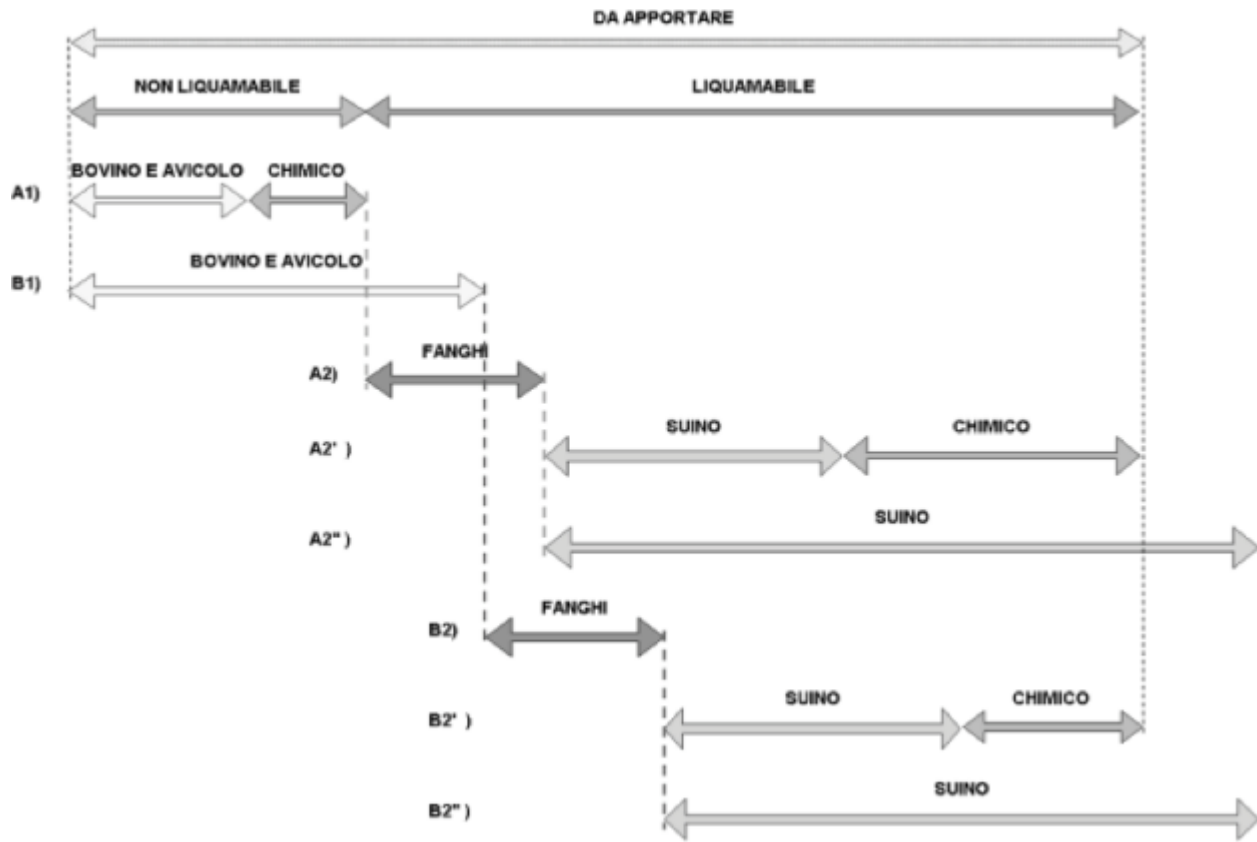 DA APPORTARE
NON LIQUAMABILE LIQUAMABILE
BOVINO E AVICOLO CHIMICO
A1)
BOVINO E AVICOLO
B1)
FANGHI
A2)
SUINO CHIMICO
A2' )
SUINO
A2" )
FANGHI
B2)
SUINO CHIMICO
B2' )
SUINO
B2" )